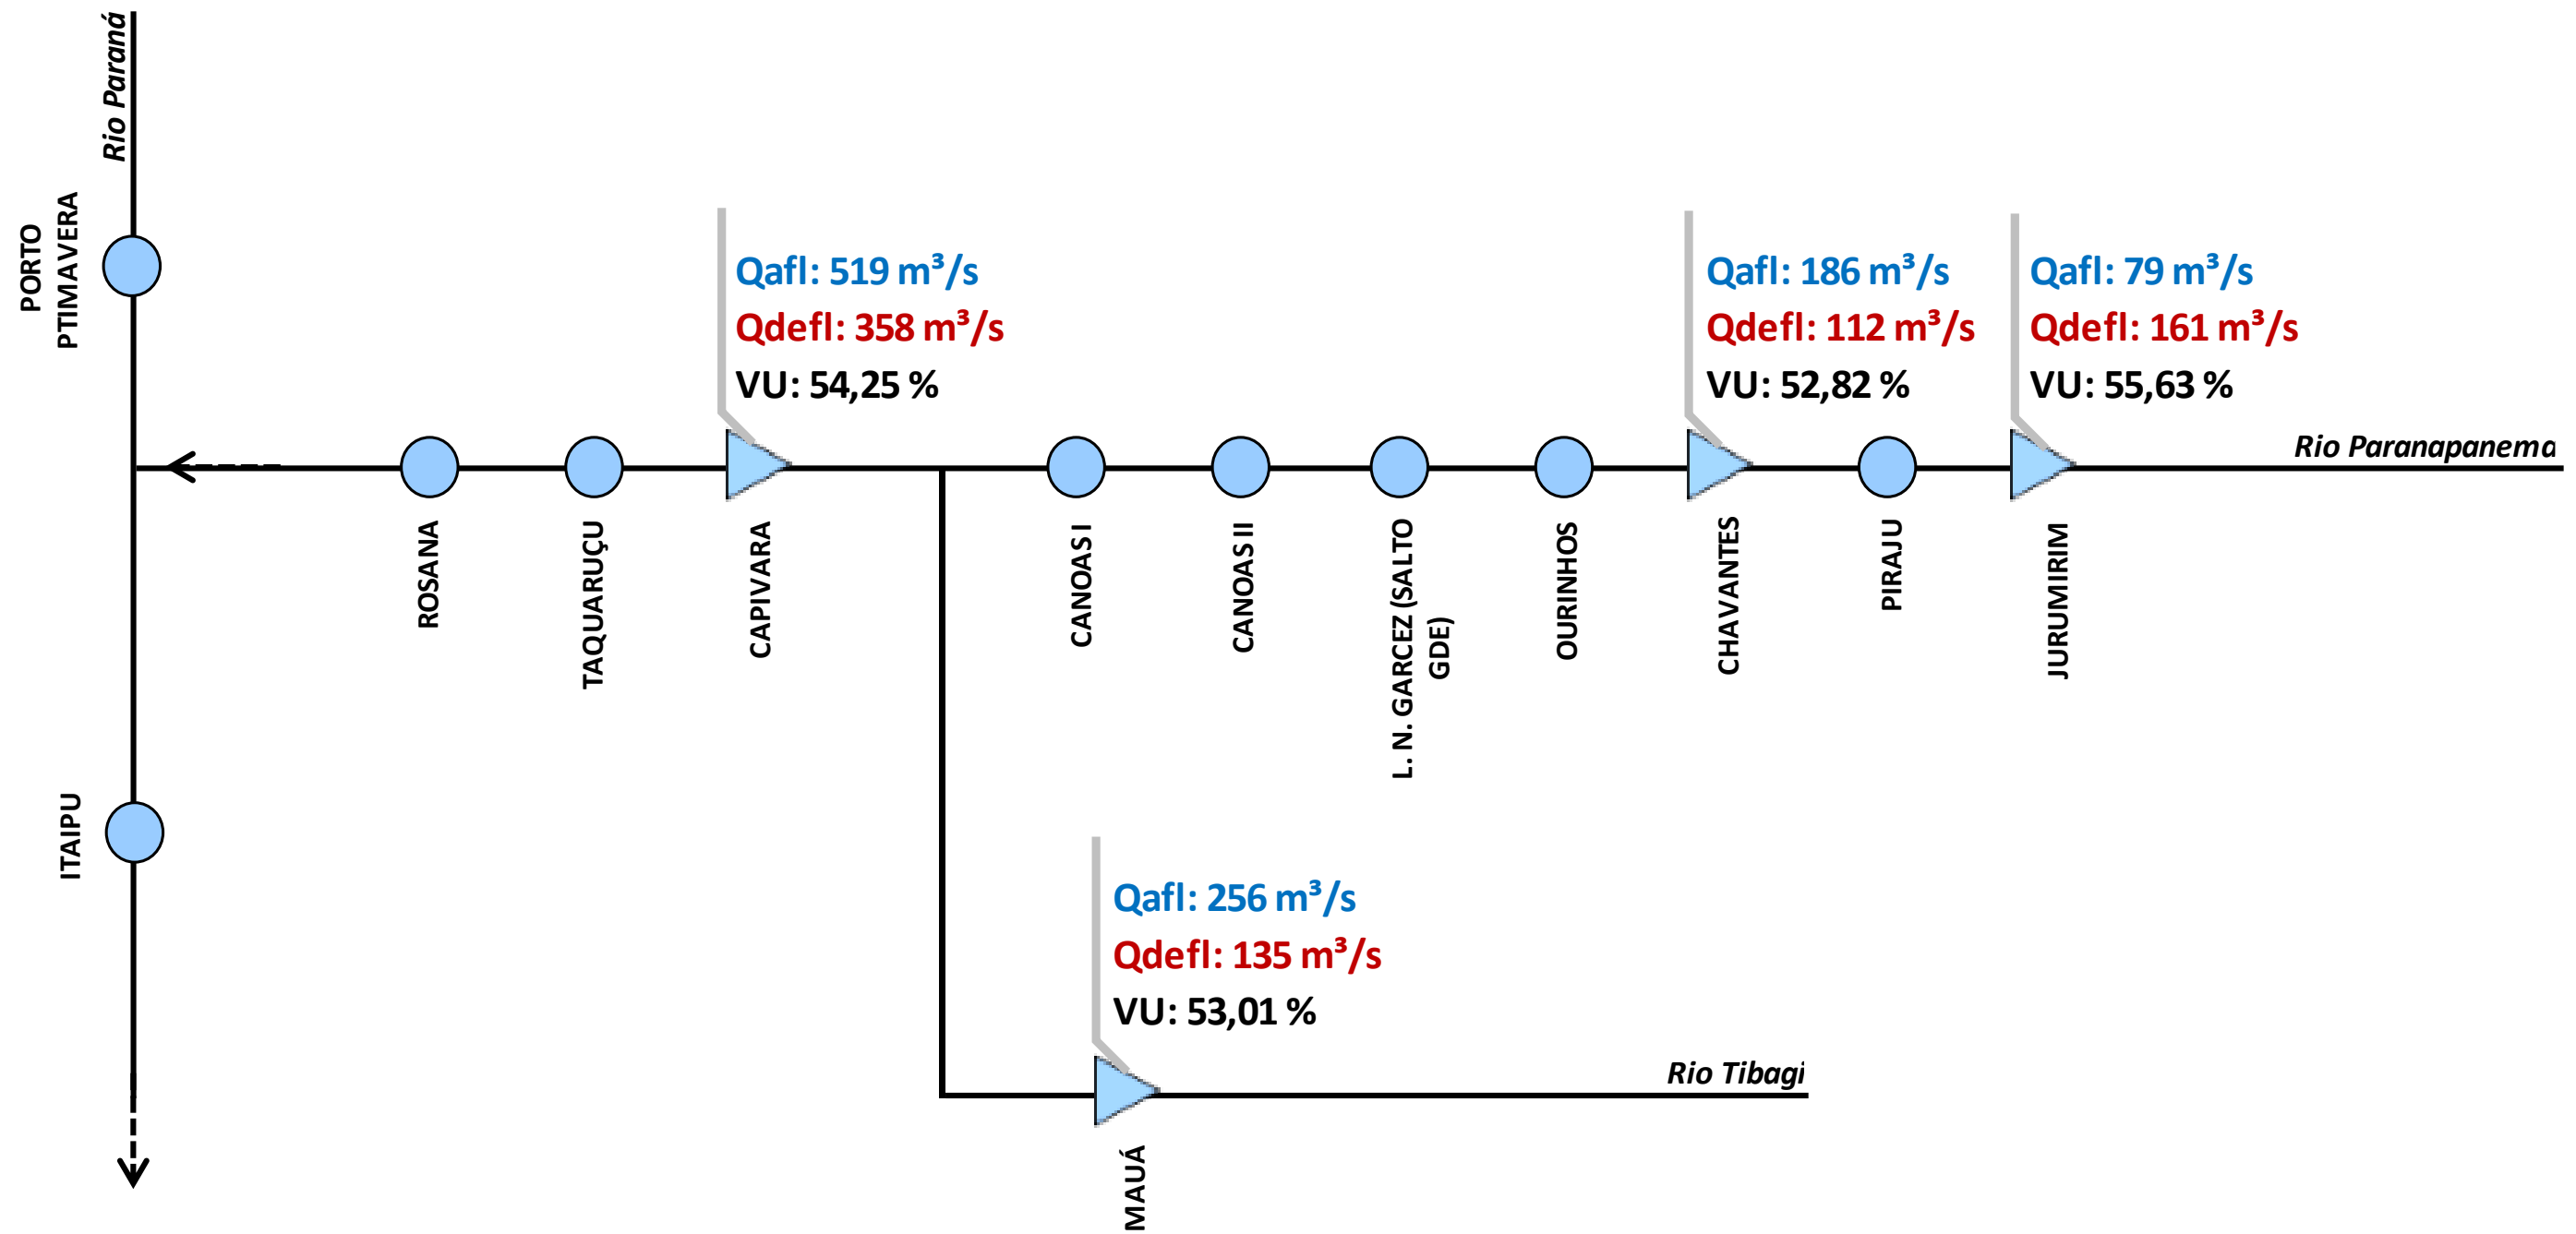 Rio Paraná
PORTO
PTIMAVERA
Qafl: 519 m³/s
Qdefl: 358 m³/s
VU: 54,25 %
Qafl: 186 m³/s
Qdefl: 112 m³/s
VU: 52,82 %
Qafl: 79 m³/s
Qdefl: 161 m³/s
VU: 55,63 %
Rio Paranapanema
ROSANA
TAQUARUÇU
CAPIVARA
CANOAS I
CANOAS II
L. N. GARCEZ (SALTO
GDE)
OURINHOS
CHAVANTES
PIRAJU
JURUMIRIM
ITAIPU
Qafl: 256 m³/s
Qdefl: 135 m³/s
VU: 53,01 %
Rio Tibagi
MAUÁ